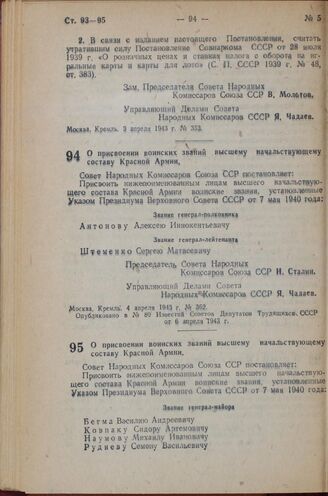 Ст. 93—95
— 94 —
№ 5
2. В связи с изданием настоящего Постановления, считать
утратившим силу Постановление Совнаркома СССР от 28 июля
1939 г. «О розничных ценах и ставках налога с оборота на иг-
ральные карты и карты для лото» (С. П. СССР 1939 г. № 48,
ст. 383).
Зам. Председателя Совета Народных
Комиссаров Союза ССР В. Молотов.
Управляющий Делами Совета
Народных Комиссаров СССР Я. Чадаев.
Москва, Кремль. 3 апреля 1943 г. № 353.
94 О присвоении воинских званий высшему начальствующему
составу Красной Армии.
Совет Народных Комиссаров Союза ССР постановляет:
Присвоить нижепоименованным лицам высшего начальствую-
щего состава Красной Армии воинские звания, установленные
Указом Президиума Верховного Совета СССР от 7 мая 1940 года:
Звание генерал-полковника
Антонову Алексею Иннокентьевичу
Звание генерал-лейтенанта
Штеменко Сергею Матвеевичу
Председатель Совета Народных
Комиссаров Союза ССР И. Сталин.
Управляющий Делами Совета
Народных Комиссаров СССР Я. Чадаев.
Москва, Кремль. 4 апреля 1943 г. № 362.
Опубликовано в № 80 Известий Советов Депутатов Трудящихся СССР
от 6 апреля 1943 г.
95 О присвоении воинских званий высшему начальствующему
составу Красной Армии.
Совет Народных Комиссаров Союза ССР постановляет:
Присвоить нижепоименованным лицам высшего начальствую-
щего состава Красной Армии воинские звания, установленные
Указом Президиума Верховного Совета СССР от 7 мая 1940 года:
Звание генерал-майора
Бегма Василию Андреевичу
Ковпаку Сидору Артемовичу
Наумову Михаилу Ивановичу
Рудневу Семену Васильевичу